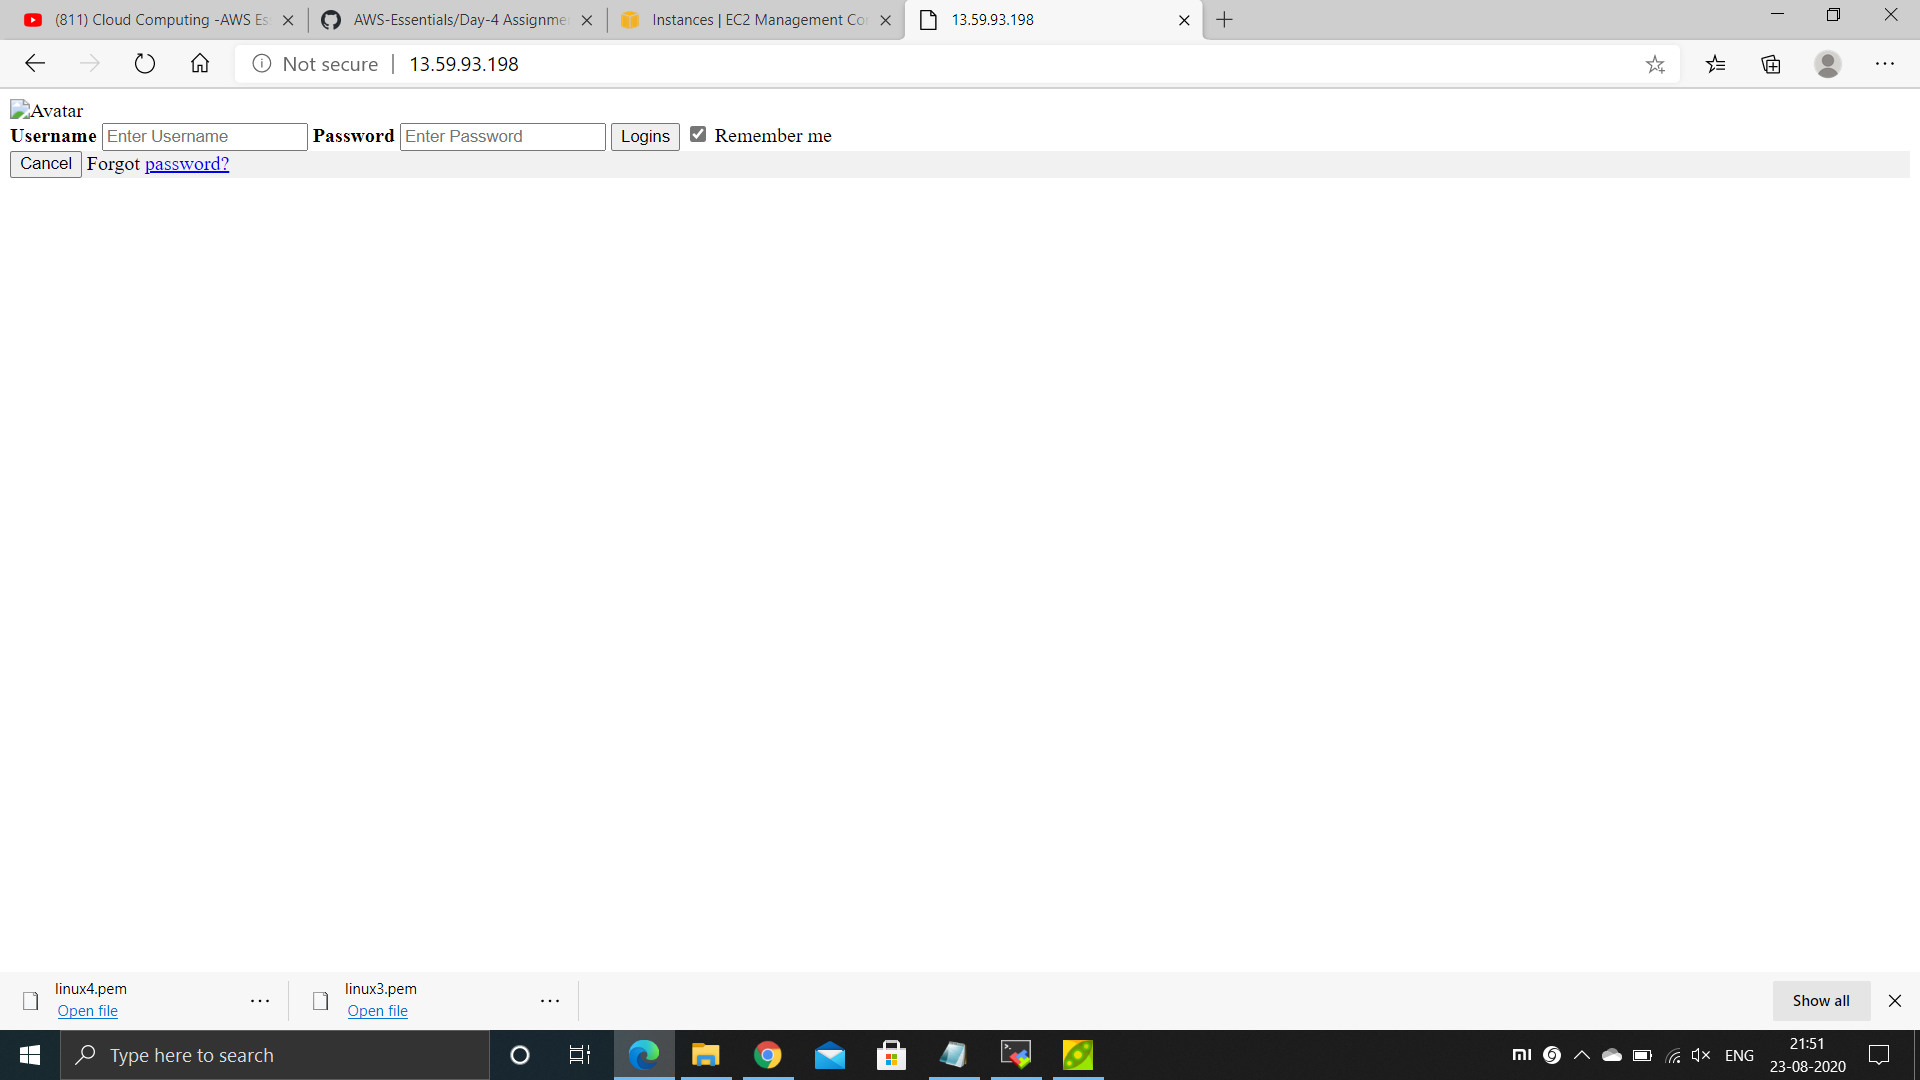 (811) Cloud Computing -AWS Es
AWS-Essentials/Day-4 Assignme
Instances | EC2 Management Co
13.59.93.198
Not secure
13.59.93.198
Avatar
Username Enter Username Password Enter Password Logins Remember me
Cancel Forgot password?
linux4.pem
Open file
linux3.pem
Open file
Show all
Type here to search
mi
ENG
21:51
23-08-2020